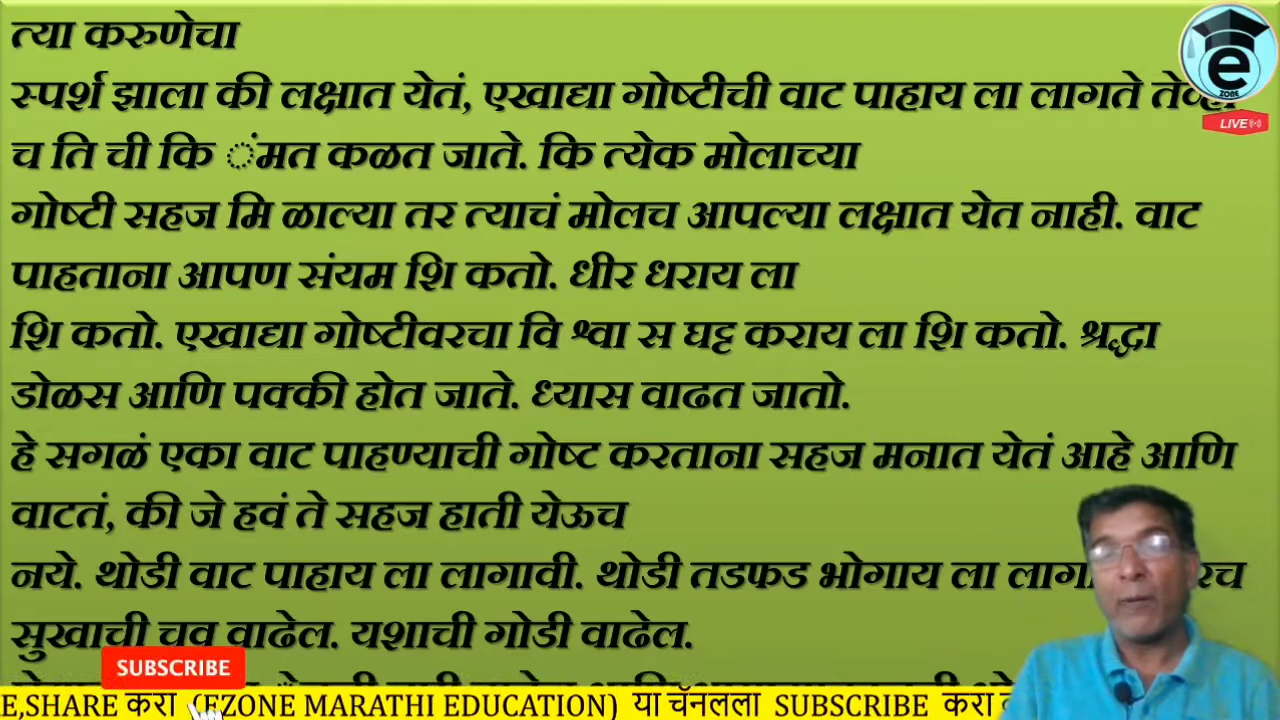 त्या करुणेचा
स्पर्श झाला की लक्षात येतं, एखाद्या गोष्टीची वाट पाहाय ला लागते
च ति ची कि ंमत कळत जाते. कि त्येक मोलाच्या
गोष्टी सहज मि ळाल्या तर त्याचं मोलच आपल्या लक्षात येत नाही. वाट
पाहताना आपण संयम शि कतो. धीर धराय ला
शि कतो. एखाद्या गोष्टीवरचा वि श्वा स घट्ट कराय ला शि कतो. श्रद्धा
डोळस आणि पक्की होत जाते. ध्यास वाढत जातो.
हे सगळं एका वाट पाहण्याची गोष्ट करताना सहज मनात येतं आहे आणि
वाटतं, की जे हवं ते सहज हाती येऊच
नये. थोडी वाट पाहाय ला लागावी. थोडी तडफड भोगाय ला
सुखाची चव वाढेल. यशाची गोडी वाढेल.
e
ZONE
LIVE
SUBSCRIBE
E,SHARE करा (EZONE MARATHI EDUCATION) या चॅनलला SUBSCRIBE करा